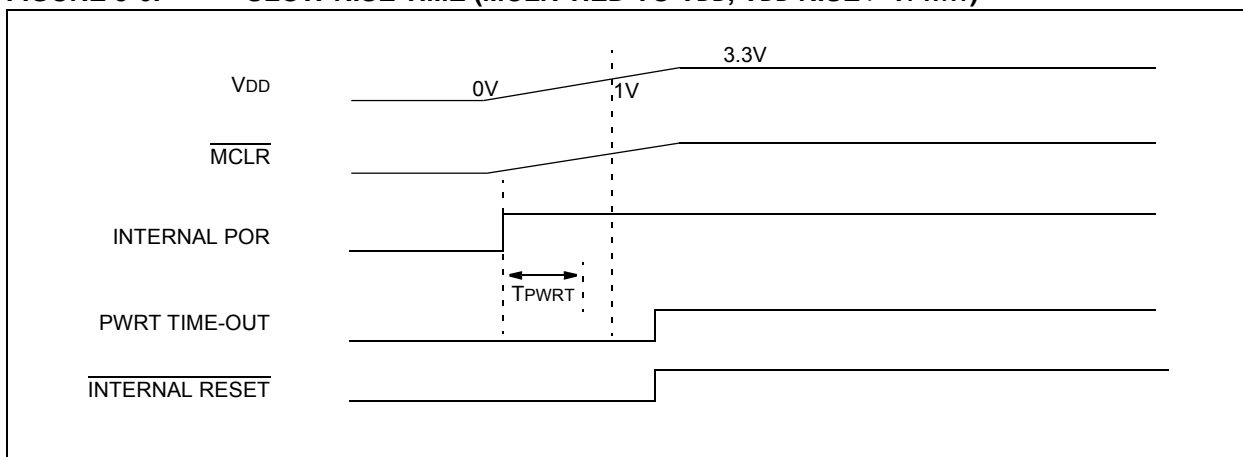 3.3V
VDD
0V
1V
MCLR
INTERNAL POR
TPWRT
PWRT TIME-OUT
INTERNAL RESET